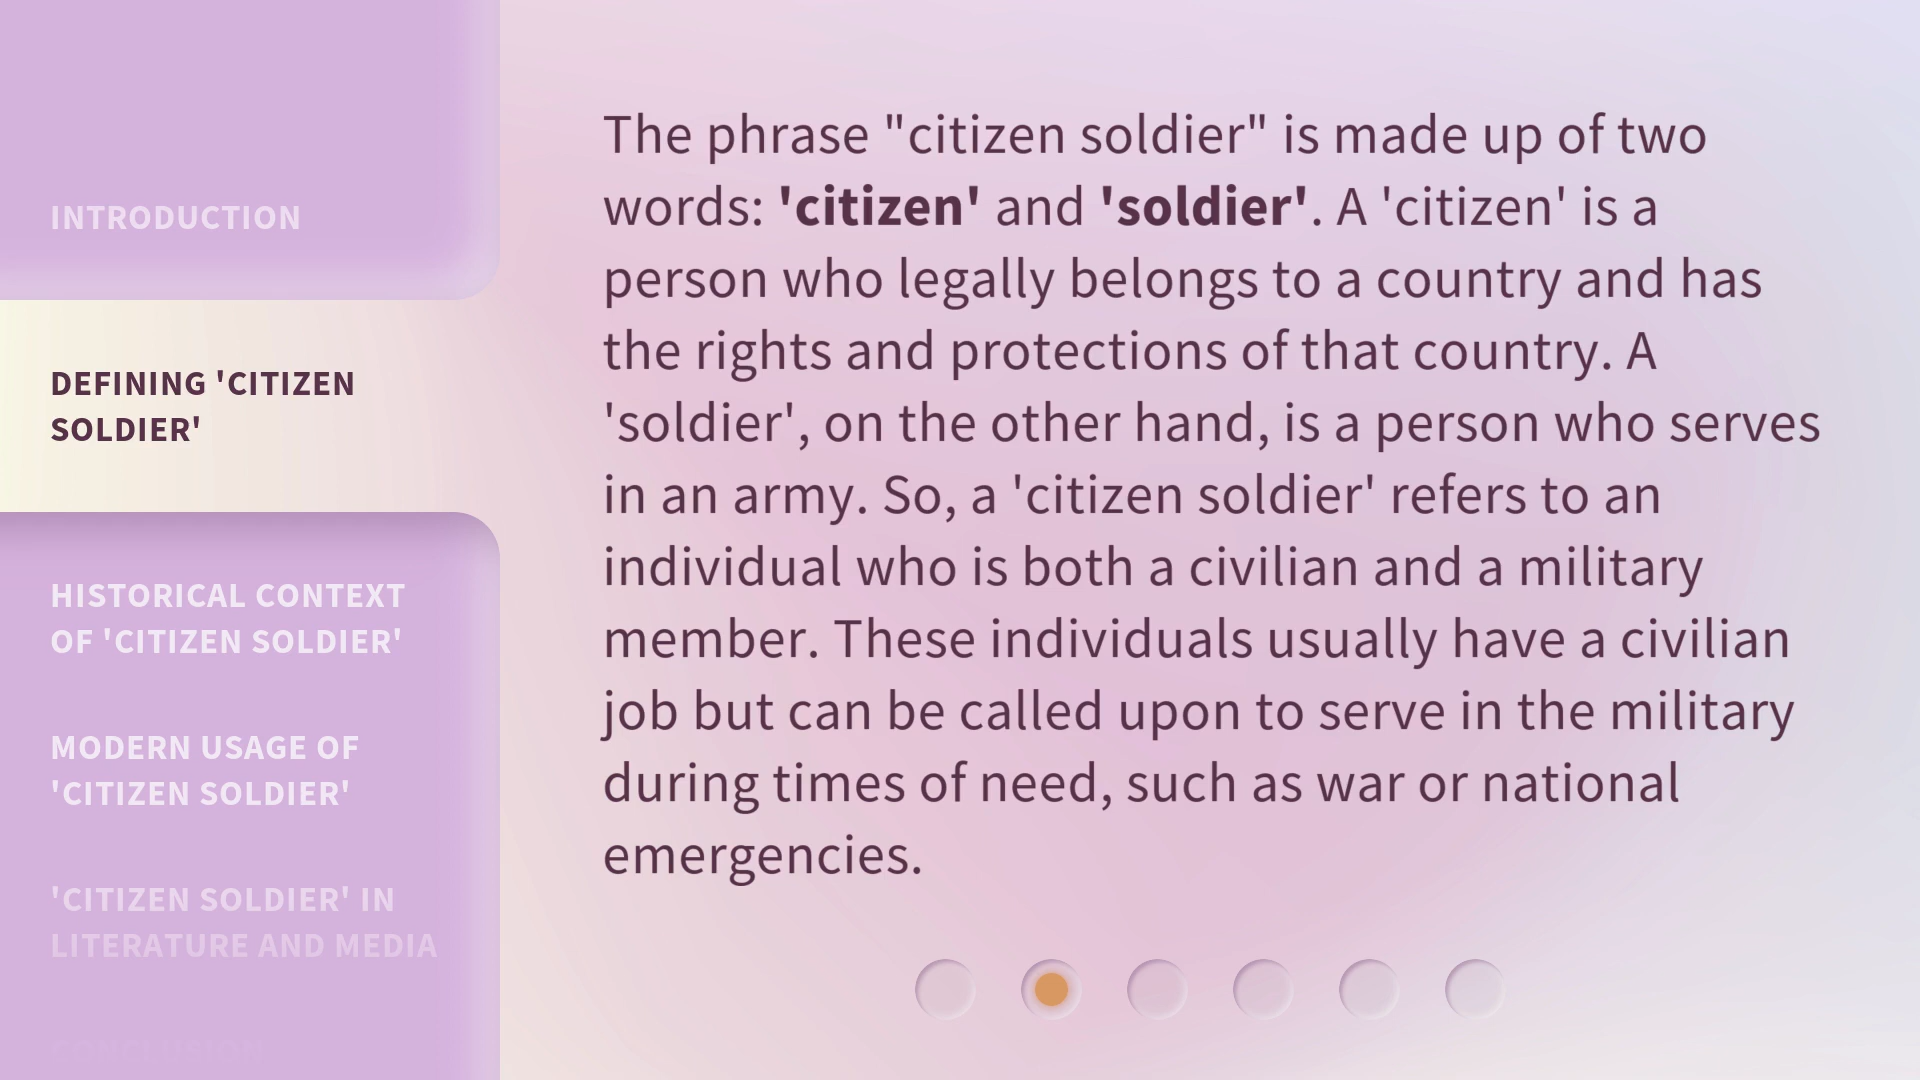 INTRODUCTION
DEFINING 'CITIZEN
SOLDIER'
HISTORICAL CONTEXT
OF 'CITIZEN SOLDIER'
MODERN USAGE OF
'CITIZEN SOLDIER'
'CITIZEN SOLDIER' IN
LITERATURE AND MEDIA
CONCLUSION
The phrase "citizen soldier" is made up of two
words: 'citizen' and 'soldier'. A 'citizen' is a
person who legally belongs to a country and has
the rights and protections of that country. A
'soldier', on the other hand, is a person who serves
in an army. So, a 'citizen soldier' refers to an
individual who is both a civilian and a military
member. These individuals usually have a civilian
job but can be called upon to serve in the military
during times of need, such as war or national
emergencies.